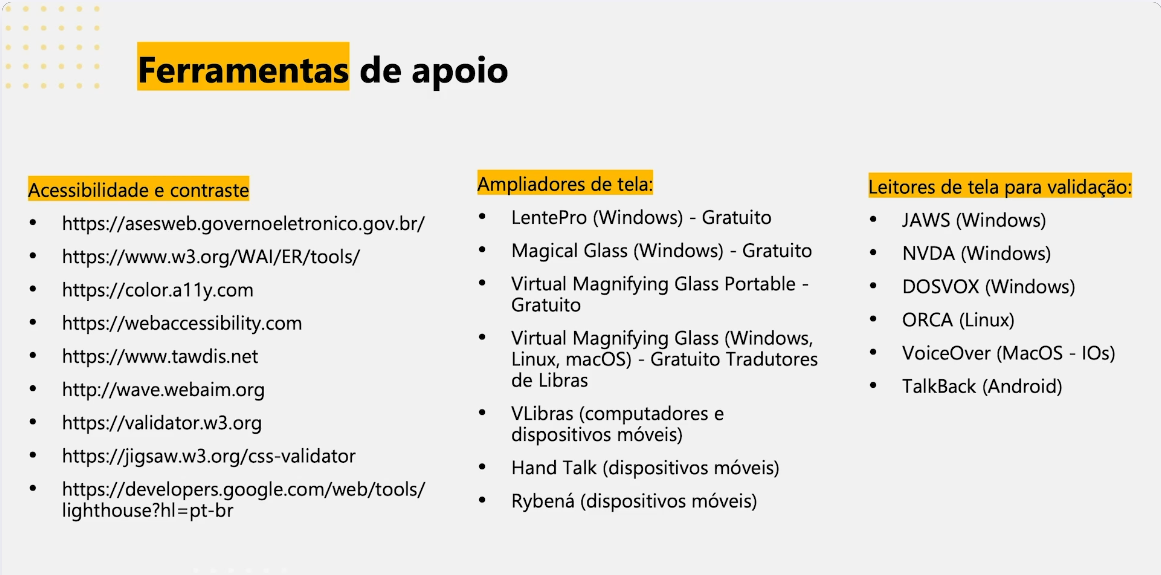 Ferramentas de apoio
Acessibilidade e contraste
• https://asesweb.governoeletronico.gov.br/
• https://www.w3.org/WAI/ER/tools/
• https://color.a11y.com
• https://webaccessibility.com
• https://www.tawdis.net
• http://wave.webaim.org
• https://validator.w3.org
• https://jigsaw.w3.org/css-validator
• https://developers.google.com/web/tools/
lighthouse?hl=pt-br
Ampliadores de tela:
• LentePro (Windows) - Gratuito
• Magical Glass (Windows) - Gratuito
• Virtual Magnifying Glass Portable -
Gratuito
• Virtual Magnifying Glass (Windows,
Linux, macOS) - Gratuito Tradutores
de Libras
• VLibras (computadores e
dispositivos móveis)
• Hand Talk (dispositivos móveis)
• Rybená (dispositivos móveis)
Leitores de tela para validação:
• JAWS (Windows)
• NVDA (Windows)
• DOSVOX (Windows)
• ORCA (Linux)
• VoiceOver (MacOS - IOs)
• TalkBack (Android)